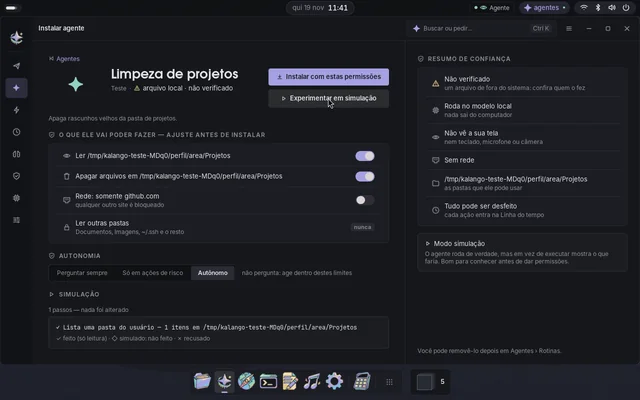 qui 19 nov 11:41
Agente
agentes
Instalar agente
Buscar ou pedir...
Ctrl K
Agentes
Limpeza de projetos
Teste · arquivo local · não verificado
Instalar com estas permissões
Experimentar em simulação
Apaga rascunhos velhos da pasta de projetos.
O QUE ELE VAI PODER FAZER — AJUSTE ANTES DE INSTALAR
Ler /tmp/kalango-teste-MDq0/perfil/area/Projetos
Apagar arquivos em /tmp/kalango-teste-MDq0/perfil/area/Projetos
Rede: somente github.com
qualquer outro site é bloqueado
Ler outras pastas
Documentos, Imagens, ~/.ssh e o resto
nunca
AUTONOMIA
Perguntar sempre
Só em ações de risco
Autônomo
não pergunta: age dentro destes limites
SIMULAÇÃO
1 passos — nada foi alterado
✓ Lista uma pasta do usuário — 1 itens em /tmp/kalango-teste-MDq0/perfil/area/Projetos
✓ feito (só leitura) · ◇ simulado: não feito · × recusado
RESUMO DE CONFIANÇA
Não verificado
um arquivo de fora do sistema: confira quem o fez
Roda no modelo local
nada sai do computador
Não vê a sua tela
nem teclado, microfone ou câmera
Sem rede
/tmp/kalango-teste-MDq0/perfil/area/Projetos
as pastas que ele pode usar
Tudo pode ser desfeito
cada ação entra na Linha do tempo
Modo simulação
O agente roda de verdade, mas em vez de executar mostra o que
faria. Bom para conhecer antes de dar permissões.
Você pode removê-lo depois em Agentes › Rotinas.
5